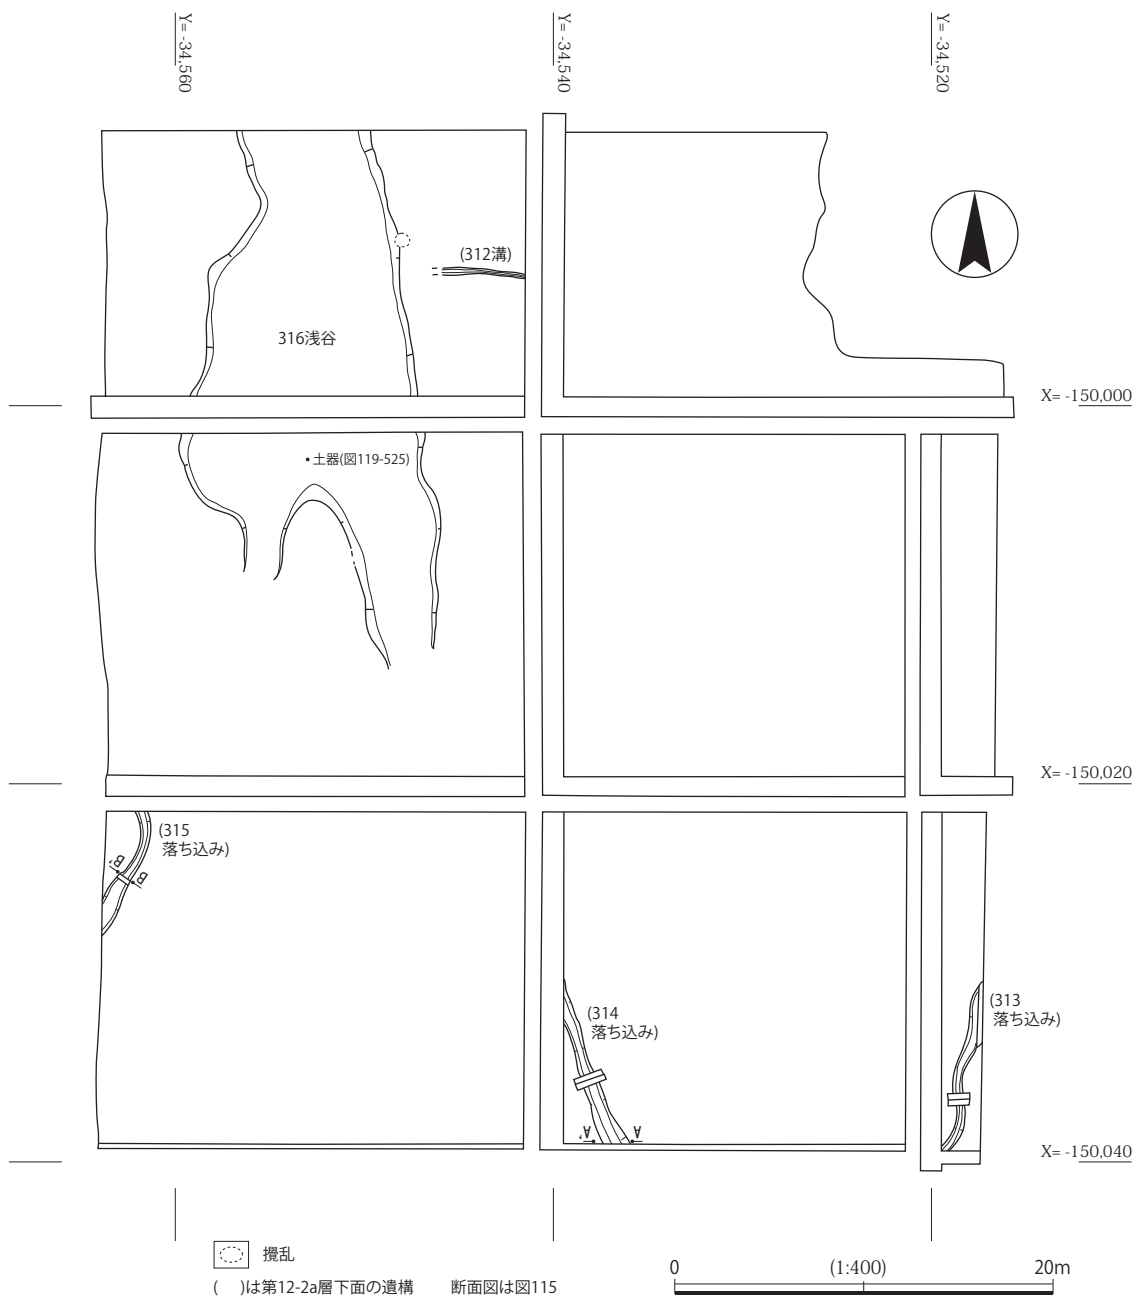 Y= -34,560
Y= -34,540
Y= -34,520
(312溝)
316浅谷
X= -150,000
土器(図119-525)
X= -150,020
(315
落ち込み)
B'
B
(314
落ち込み)
(313
落ち込み)
A'
A
X= -150,040
攪乱
( )は第12-2a層下面の遺構 断面図は図115
0 (1:400) 20m